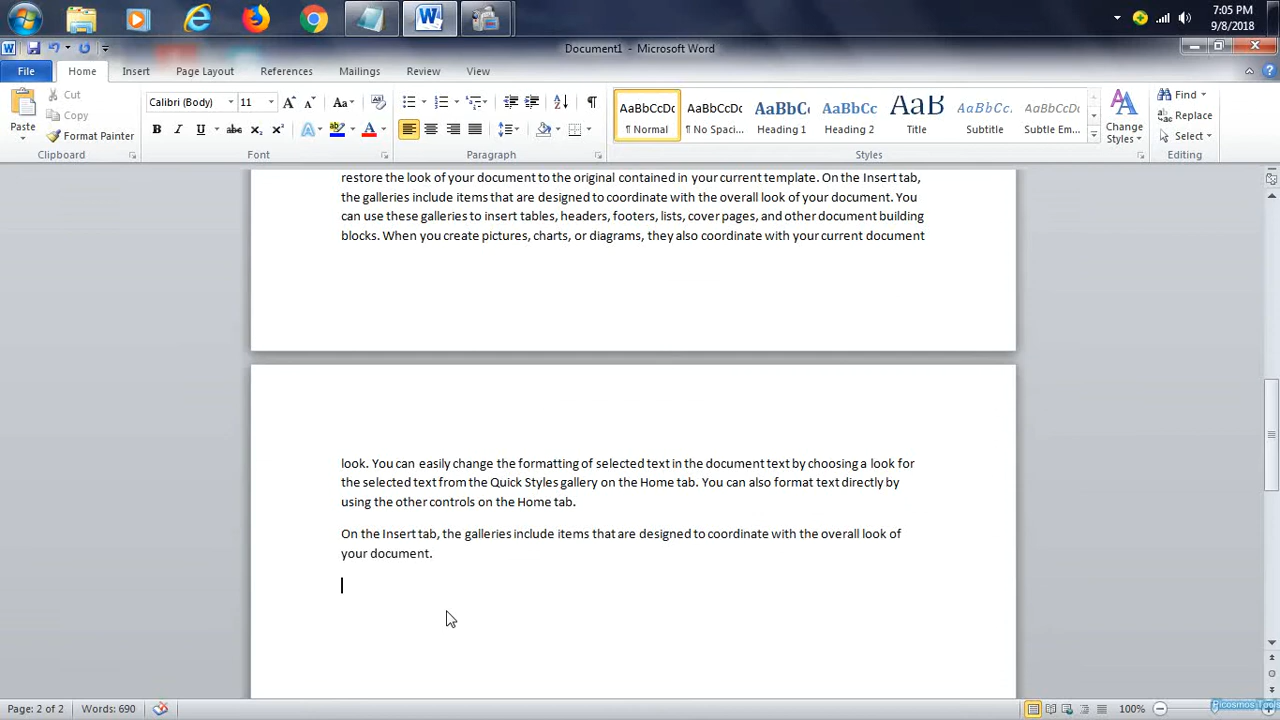 7:05 PM
9/8/2018
Document1 - Microsoft Word
File Home Insert Page Layout References Mailings Review View
Paste
Cut
Copy
Format Painter
Clipboard
Calibri (Body) 11
Font
Paragraph
AaBbCcDc AaBbCcDc AaBbC AaBbCc AaB AaBbCc. AaBbCcDc
¶ Normal ¶ No Spaci... Heading 1 Heading 2 Title Subtitle Subtle Em...
Styles
Change
Styles
Find
Replace
Select
Editing
restore the look of your document to the original contained in your current template. On the Insert tab,
the galleries include items that are designed to coordinate with the overall look of your document. You
can use these galleries to insert tables, headers, footers, lists, cover pages, and other document building
blocks. When you create pictures, charts, or diagrams, they also coordinate with your current document
look. You can easily change the formatting of selected text in the document text by choosing a look for
the selected text from the Quick Styles gallery on the Home tab. You can also format text directly by
using the other controls on the Home tab.
On the Insert tab, the galleries include items that are designed to coordinate with the overall look of
your document.
Page: 2 of 2 Words: 690
100%
Picosmos Tools